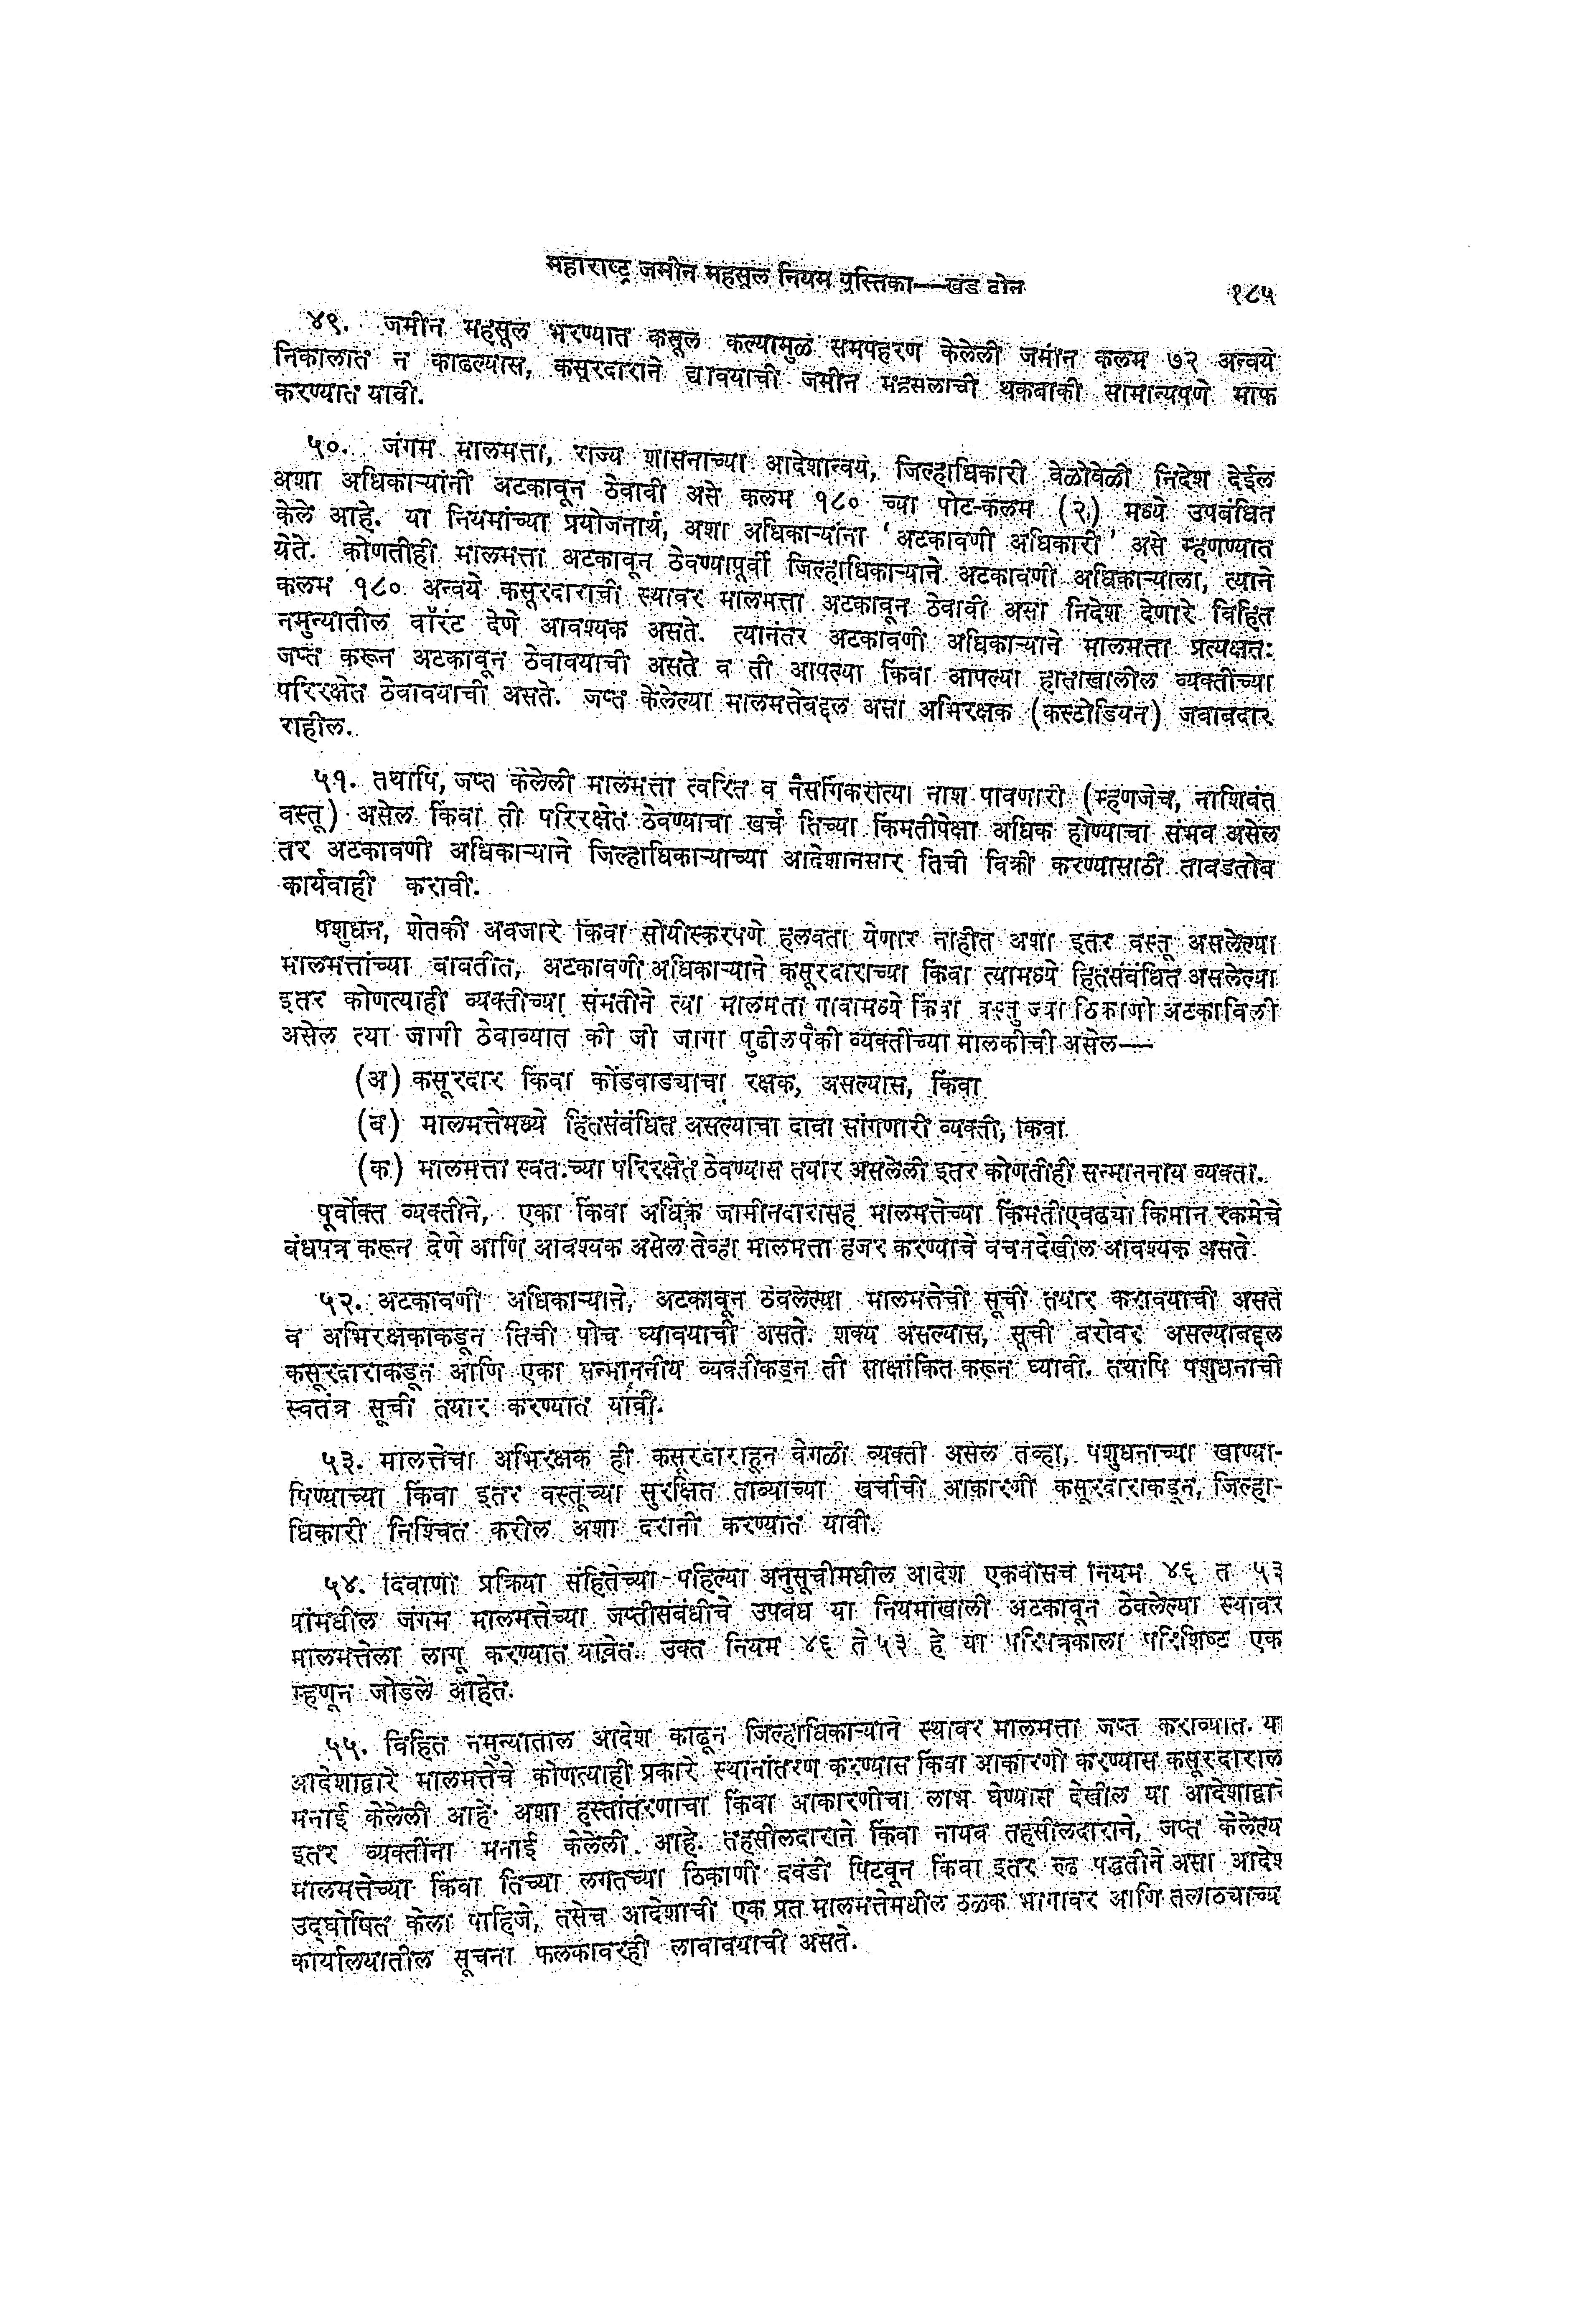 महाराष्ट्र जमीन महसूल नियम पुस्तिका—खंड दोन
१८५
४९. जमीन महसूल भरण्यात कसूल कल्यामुळे समपहरण केलेली जमीन कलम ७२ अन्वये
निकालात न काढल्यास, कसूरदाराने द्यावयाची जमीन महसूलाची थकबाकी सामान्यपणे माफ
करण्यात यावी.
५०. जंगम मालमत्ता, राज्य शासनाच्या आदेशान्वये, जिल्हाधिकारी वेळोवेळी निदेश देईल
अशा अधिकाऱ्यांनी अटकावून ठेवावी असे कलम १८० च्या पोट-कलम (२) मध्ये उपबंधित
केले आहे. या नियमांच्या प्रयोजनार्थ, अशा अधिकाऱ्यांना ‘अटकावणी अधिकारी’ असे म्हणण्यात
येते. कोणतीही मालमत्ता अटकावून ठेवण्यापूर्वी जिल्हाधिकाऱ्याने अटकावणी अधिकाऱ्याला, त्याने
कलम १८० अन्वये कसूरदाराची स्थावर मालमत्ता अटकावून ठेवावी असा निदेश देणारे विहित
नमुन्यातील वॉरंट देणे आवश्यक असते. त्यानंतर अटकावणी अधिकाऱ्याने मालमत्ता प्रत्यक्षतः
जप्त करून अटकावून ठेवावयाची असते व ती आपल्या किंवा आपल्या हाताखालील व्यक्तींच्या
परिरक्षेत ठेवावयाची असते. जप्त केलेल्या मालमत्तेबद्दल असा अभिरक्षक (कस्टोडियन) जबाबदार
राहील.
५१. तथापि, जप्त केलेली मालमत्ता त्वरित व नैसर्गिकरीत्या नाश पावणारी (म्हणजेच, नाशिवंत
वस्तू) असेल किंवा ती परिरक्षेत ठेवण्याचा खर्च तिच्या किंमतीपेक्षा अधिक होण्याचा संभव असेल
तर अटकावणी अधिकाऱ्याने जिल्हाधिकाऱ्याच्या आदेशानसार तिची विक्री करण्यासाठी ताबडतोब
कार्यवाही करावी.
पशुधन, शेतकी अवजारे किंवा सोयीस्करपणे हलवता येणार नाहीत अशा इतर वस्तू असलेल्या
मालमत्तांच्या बाबतीत, अटकावणी अधिकाऱ्याने कसूरदाराच्या किंवा त्यामध्ये हितसंबंधित असलेल्या
इतर कोणत्याही व्यक्तीच्या संमतीने त्या मालमत्ता गावामध्ये किंवा वस्तु ज्या ठिकाणी अटकाविली
असेल त्या जागी ठेवाव्यात की जी जागा पुढीलपैकी व्यक्तींच्या मालकीची असेल—
(अ) कसूरदार किंवा कोंडवाड्याचा रक्षक, असल्यास, किंवा
(ब) मालमत्तेमध्ये हितसंबंधित असल्याचा दावा सांगणारी व्यक्ती, किंवा
(क) मालमत्ता स्वतःच्या परिरक्षेत ठेवण्यास तयार असलेली इतर कोणतीही सन्माननीय व्यक्ती.
पूर्वोक्त व्यक्तीने, एका किंवा अधिक जामीनदारासह मालमत्तेच्या किंमतीएवढ्या किमान रकमेचे
बंधपत्र करून देणे आणि आवश्यक असेल तेव्हा मालमत्ता हजर करण्याचे वचनदेखील आवश्यक असते.
५२. अटकावणी अधिकाऱ्याने, अटकावून ठेवलेल्या मालमत्तेची सूची तयार करावयाची असते
व अभिरक्षकाकडून तिची पोच घ्यावयाची असते. शक्य असल्यास, सूची बरोबर असल्याबद्दल
कसूरदाराकडून आणि एका सन्माननीय व्यक्तीकडून ती साक्षांकित करून घ्यावी. तथापि पशुधनाची
स्वतंत्र सूची तयार करण्यात यावी.
५३. मालत्तेचा अभिरक्षक ही कसूरदाराहून वेगळी व्यक्ती असेल तेव्हा, पशुधनाच्या खाण्या-
पिण्याच्या किंवा इतर वस्तूंच्या सुरक्षित ताब्याच्या खर्चाची आकारणी कसूरदाराकडून, जिल्हा-
धिकारी निश्चित करील अशा दरानी करण्यात यावी.
५४. दिवाणी प्रक्रिया संहितेच्या पहिल्या अनुसूचीमधील आदेश एकवीसचे नियम ४६ ते ५३
यांमधील जंगम मालमत्तेच्या जप्तीसंबंधीचे उपबंध या नियमांखाली अटकावून ठेवलेल्या स्थावर
मालमत्तेला लागू करण्यात यावेत. उक्त नियम ४६ ते ५३ हे या परिपत्रकाला परिशिष्ट एक
म्हणून जोडले आहेत.
५५. विहित नमुन्यातील आदेश काढून जिल्हाधिकाऱ्याने स्थावर मालमत्ता जप्त कराव्यात. या
आदेशाद्वारे मालमत्तेचे कोणत्याही प्रकारे स्थानांतरण करण्यास किंवा आकारणी करण्यास कसूरदाराल
मनाई केलेली आहे. अशा हस्तांतरणाचा किंवा आकारणीचा लाभ घेण्यास देखील या आदेशाद्वारे
इतर व्यक्तींना मनाई केलेली आहे. तहसीलदाराने किंवा नायब तहसीलदाराने, जप्त केलेल्य
मालमत्तेच्या किंवा तिच्या लगतच्या ठिकाणी दवंडी पिटवून किंवा इतर रूढ पद्धतीने असा आदेश
उद्घोषित केला पाहिजे, तसेच आदेशाची एक प्रत मालमत्तेमधील ठळक भागावर आणि तलाठ्याच्य
कार्यालयातील सूचना फलकावरही लावावयाची असते.